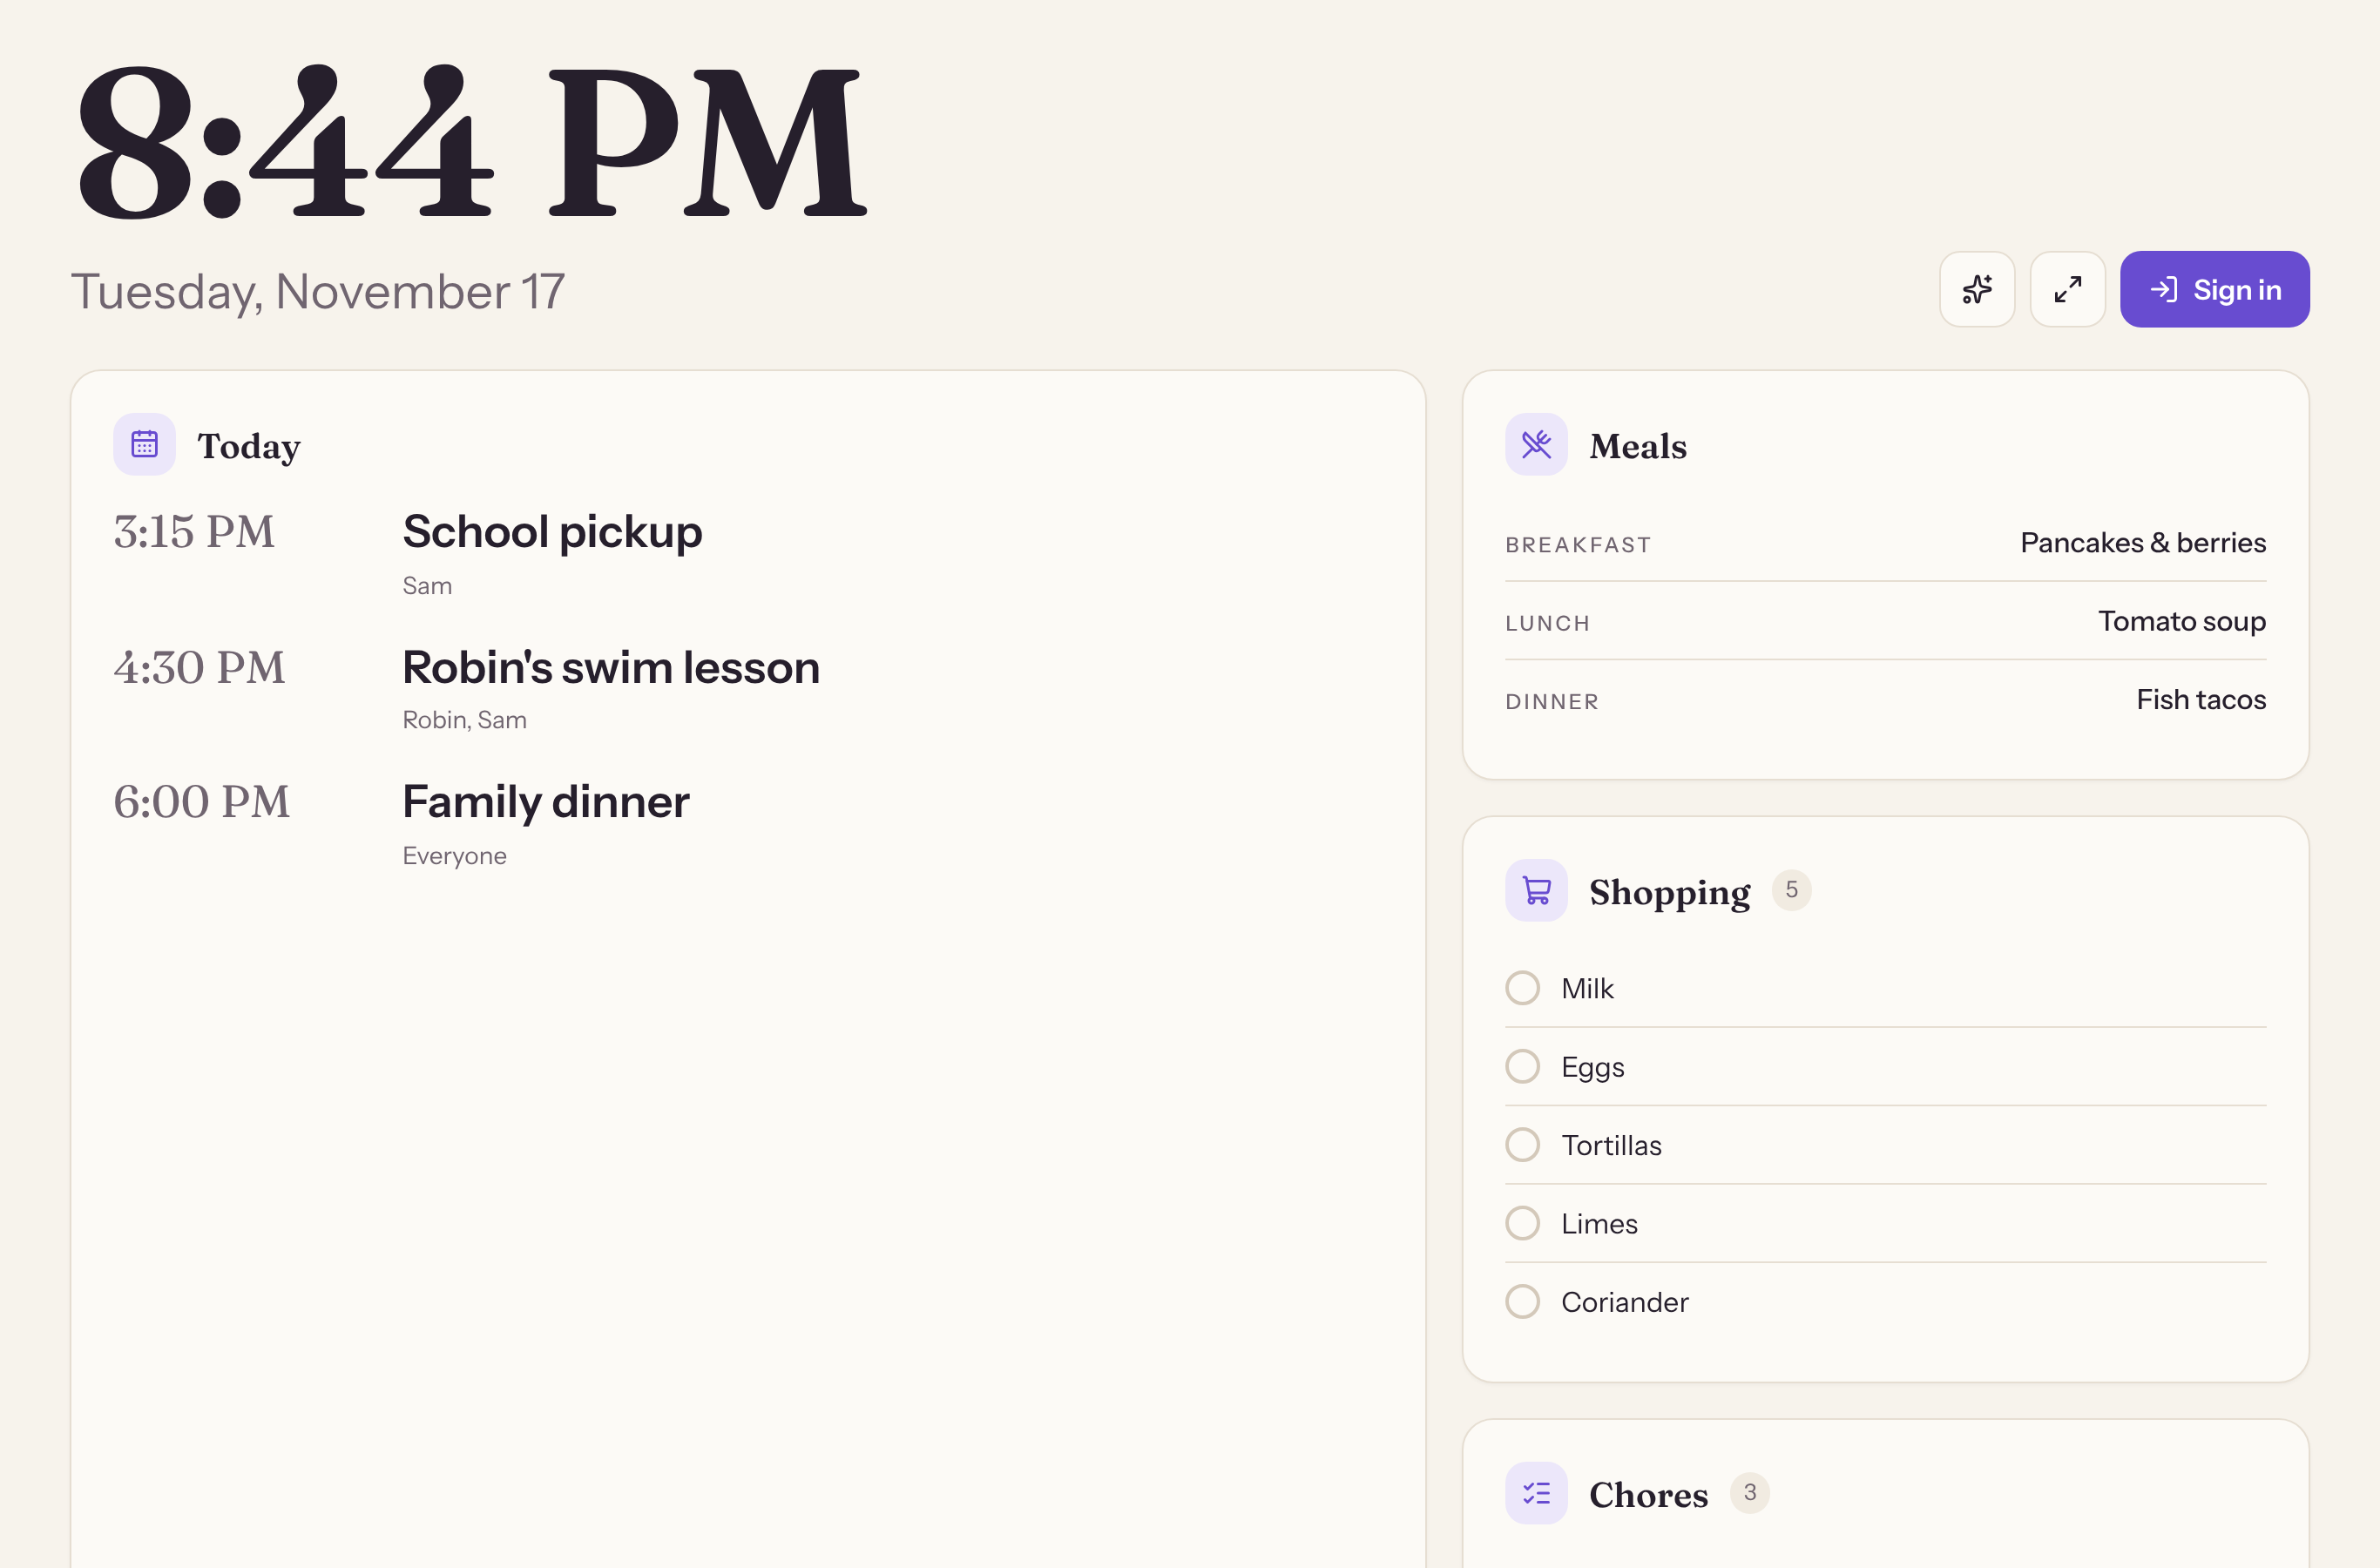 8:44 PM
Tuesday, November 17
Sign in
Today
3:15 PM School pickup
Sam
4:30 PM Robin's swim lesson
Robin, Sam
6:00 PM Family dinner
Everyone
Meals
BREAKFAST Pancakes & berries
LUNCH Tomato soup
DINNER Fish tacos
Shopping 5
Milk
Eggs
Tortillas
Limes
Coriander
Chores 3